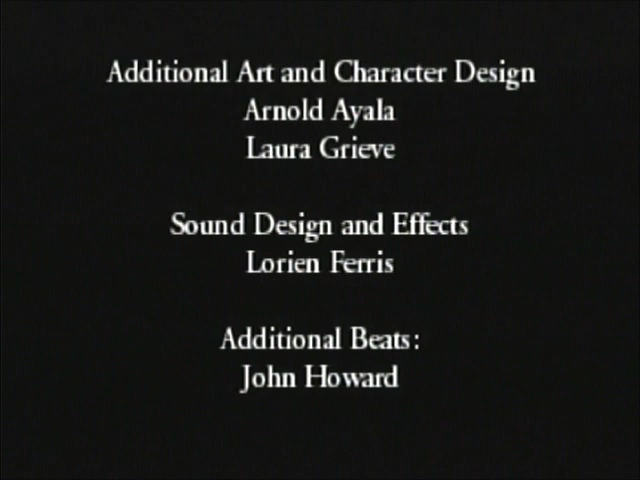 Additional Art and Character Design
Arnold Ayala
Laura Grieve
Sound Design and Effects
Lorien Ferris
Additional Beats:
John Howard